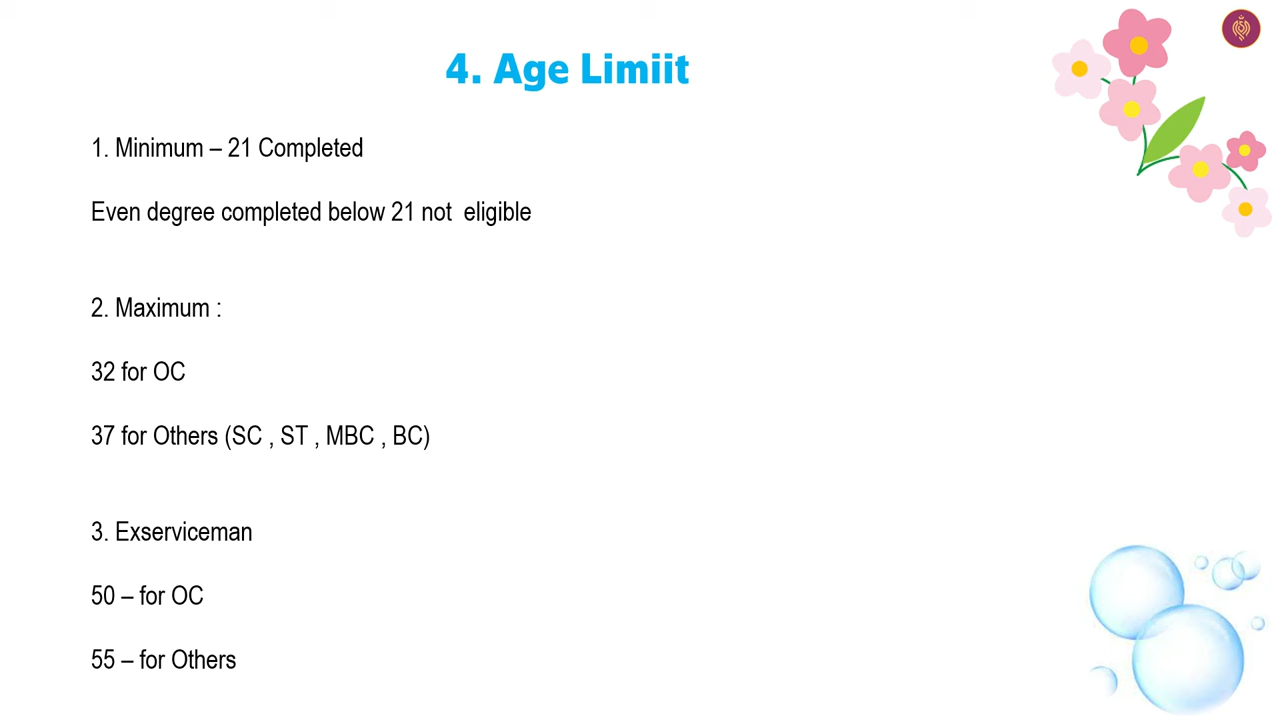 4. Age Limiit
1. Minimum – 21 Completed
Even degree completed below 21 not  eligible
2. Maximum :
32 for OC
37 for Others (SC , ST , MBC , BC)
3. Exserviceman
50 – for OC
55 – for Others